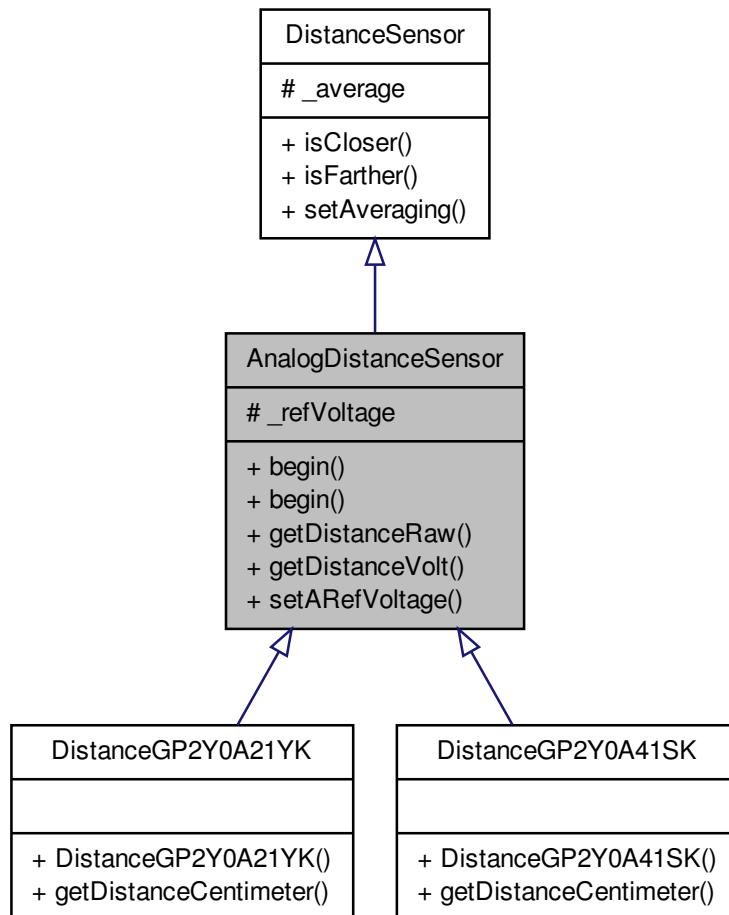 DistanceSensor
# _average
+ isCloser()
+ isFarther()
+ setAveraging()
AnalogDistanceSensor
# _refVoltage
+ begin()
+ begin()
+ getDistanceRaw()
+ getDistanceVolt()
+ setARefVoltage()
DistanceGP2Y0A21YK
+ DistanceGP2Y0A21YK()
+ getDistanceCentimeter()
DistanceGP2Y0A41SK
+ DistanceGP2Y0A41SK()
+ getDistanceCentimeter()